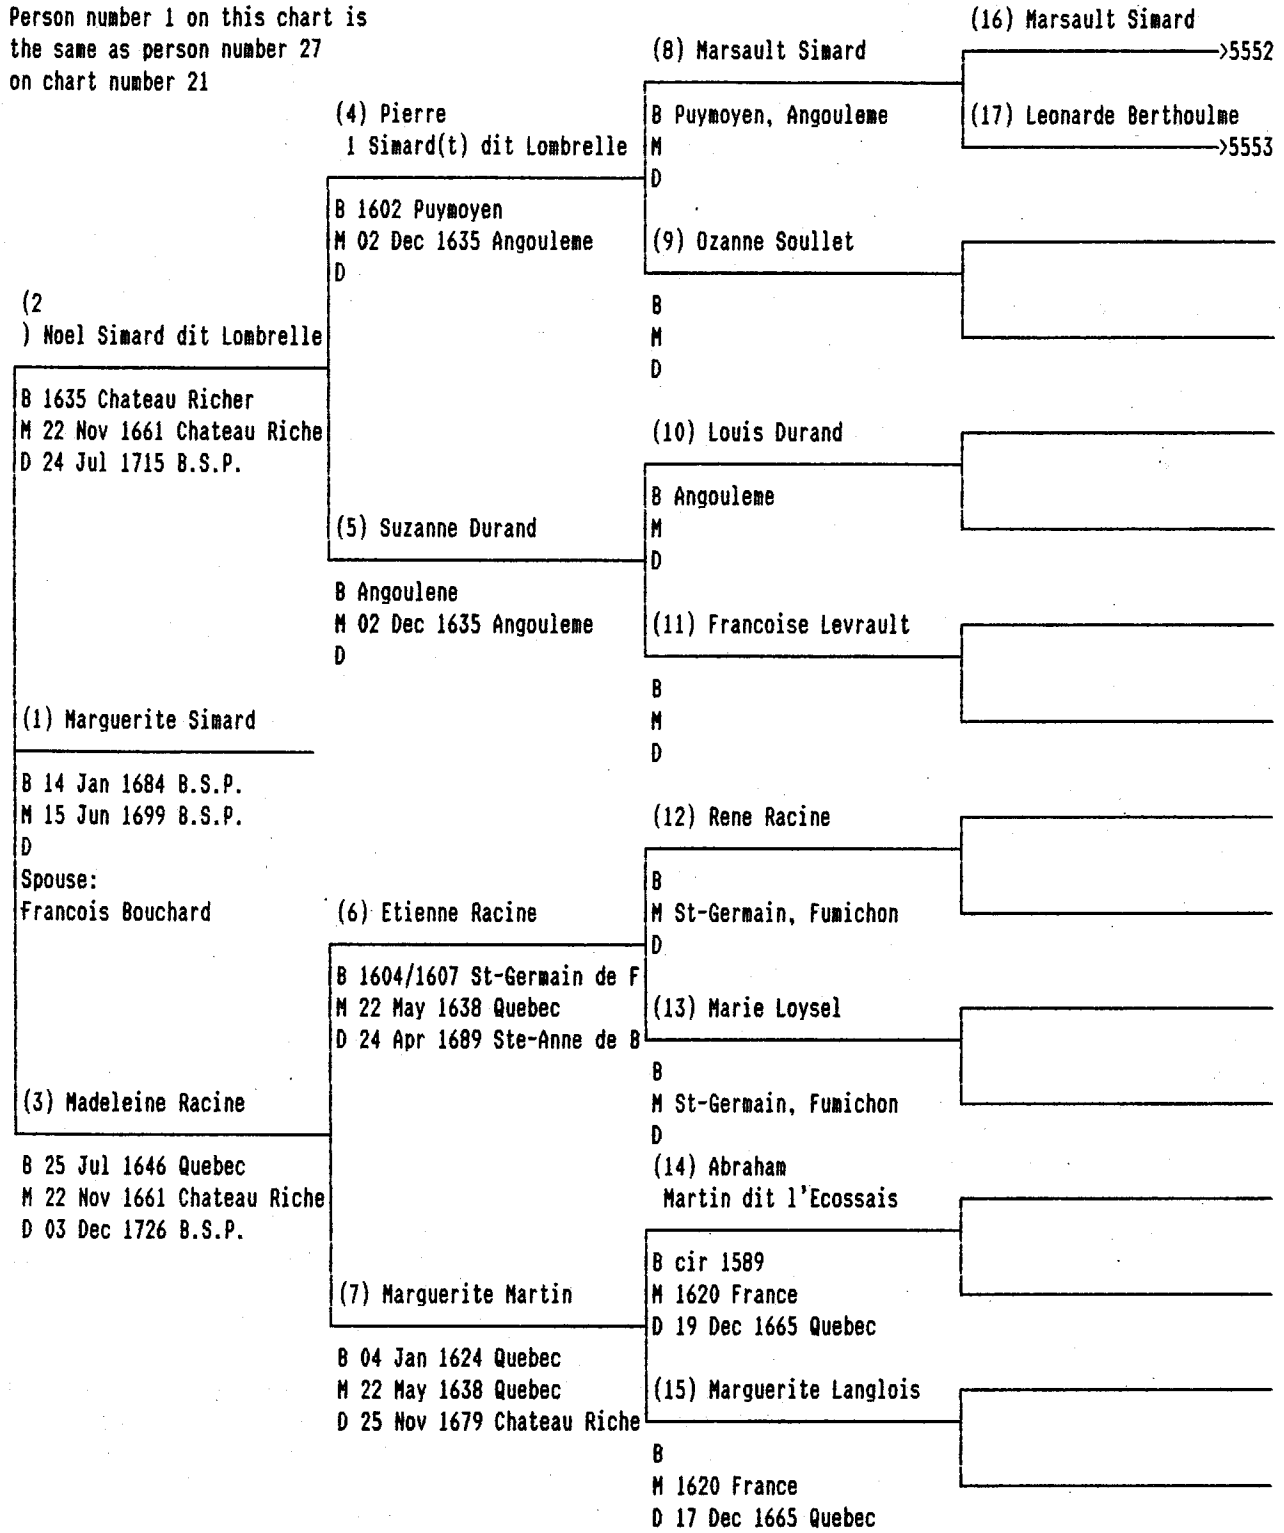 Person number 1 on this chart is
the same as person number 27
on chart number 21
(16) Marsault Simard
>5552
(8) Marsault Simard
(17) Leonarde Berthoulme
>5553
B Puymoyen, Angouleme
M
D
(4) Pierre
1 Simard(t) dit Lombrelle
B 1602 Puymoyen
M 02 Dec 1635 Angouleme
D
(9) Ozanne Soullet
B
M
D
(2
) Noel Simard dit Lombrelle
B 1635 Chateau Richer
M 22 Nov 1661 Chateau Riche
D 24 Jul 1715 B.S.P.
(10) Louis Durand
B Angouleme
M
D
(5) Suzanne Durand
B Angoulene
M 02 Dec 1635 Angouleme
D
(11) Francoise Levrault
B
M
D
(1) Marguerite Simard
B 14 Jan 1684 B.S.P.
M 15 Jun 1699 B.S.P.
D
Spouse:
Francois Bouchard
(12) Rene Racine
B
M St-Germain, Fumichon
D
(6) Etienne Racine
B 1604/1607 St-Germain de F
M 22 May 1638 Quebec
D 24 Apr 1689 Ste-Anne de B
(13) Marie Loysel
B
M St-Germain, Fumichon
D
(3) Madeleine Racine
B 25 Jul 1646 Quebec
M 22 Nov 1661 Chateau Riche
D 03 Dec 1726 B.S.P.
(14) Abraham
Martin dit l'Ecossais
B cir 1589
M 1620 France
D 19 Dec 1665 Quebec
(7) Marguerite Martin
B 04 Jan 1624 Quebec
M 22 May 1638 Quebec
D 25 Nov 1679 Chateau Riche
(15) Marguerite Langlois
B
M 1620 France
D 17 Dec 1665 Quebec